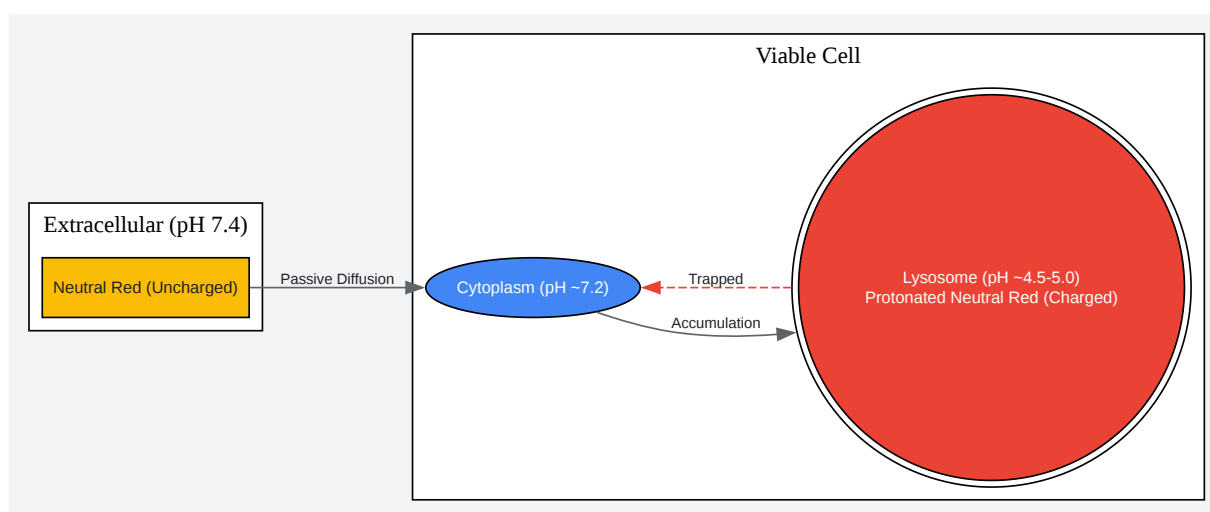 Viable Cell
Extracellular (pH 7.4)
Neutral Red (Uncharged)
Passive Diffusion
Cytoplasm (pH ~7.2)
Trapped
Accumulation
Lysosome (pH ~4.5-5.0)
Protonated Neutral Red (Charged)